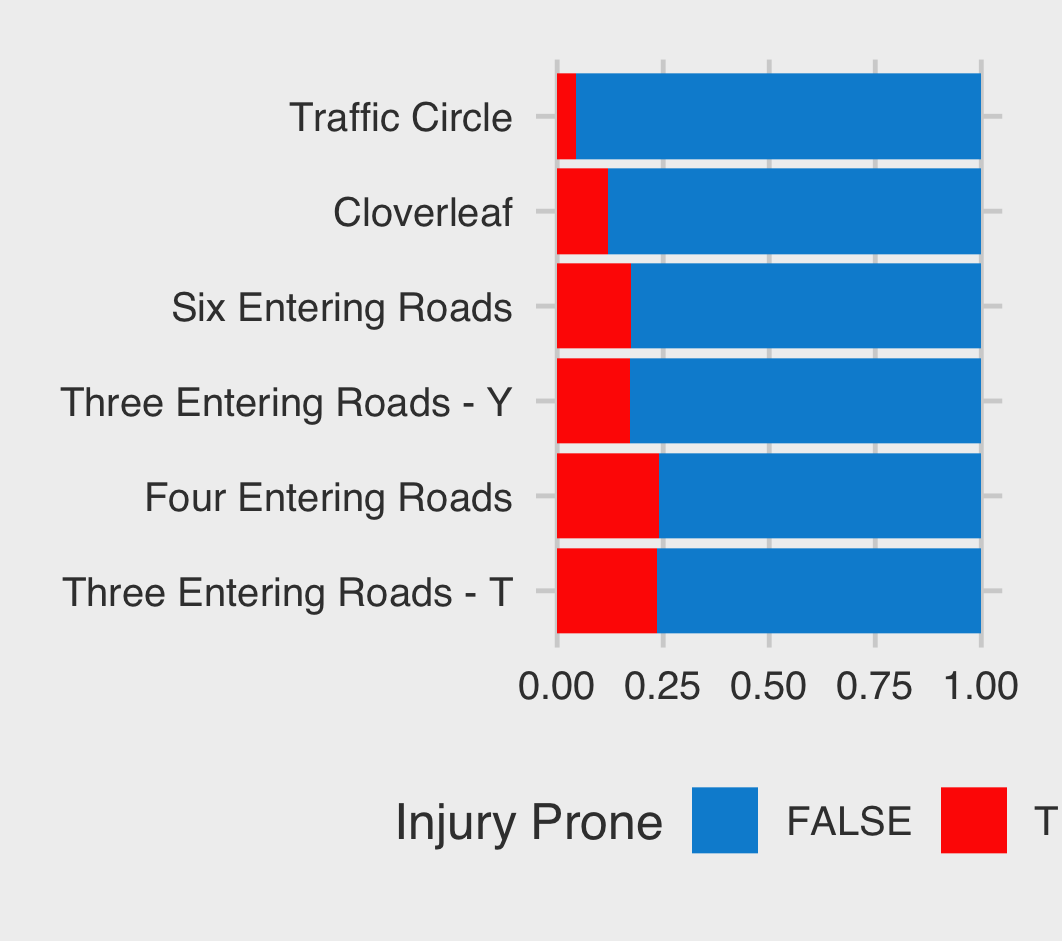 Traffic Circle
Cloverleaf
Six Entering Roads
Three Entering Roads - Y
Four Entering Roads
Three Entering Roads - T
0.00 0.25 0.50 0.75 1.00
Injury Prone FALSE T